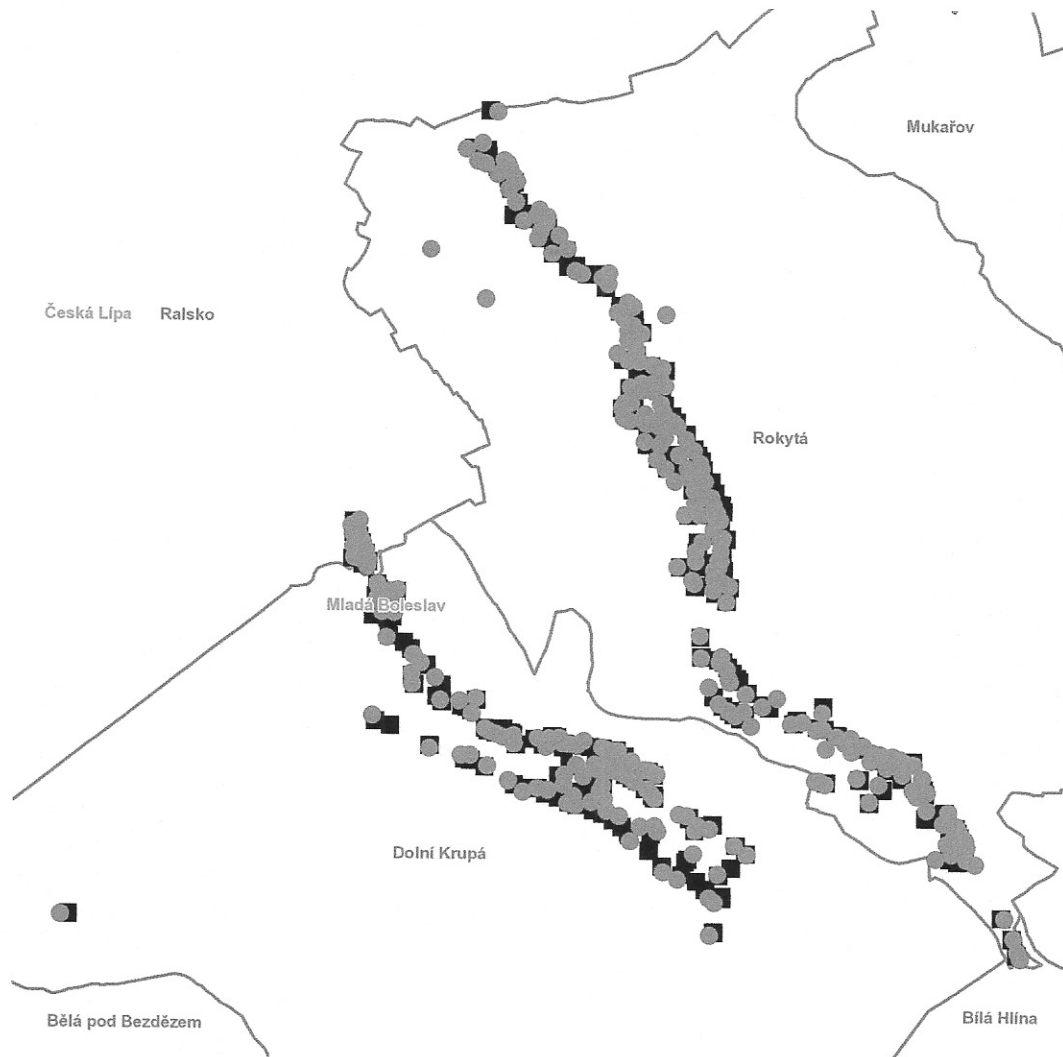 Mukařov
Česká Lípa Ralsko
Rokytá
Mladá Boleslav
Dolní Krupá
Bělá pod Bezdězem
Bílá Hlína